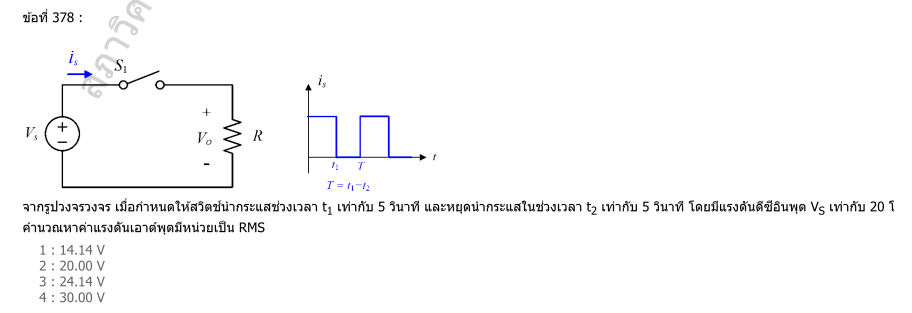 ข้อที่ 378 :
สภาวิศ
i_s
S_1
V_s
+
−
+
V_o
-
R
i_s
t_1
T
t
T = t_1−t_2
จากรูปวงจรวงจร เมื่อกำหนดให้สวิตช์นำกระแสช่วงเวลา t_1 เท่ากับ 5 วินาที และหยุดนำกระแสในช่วงเวลา t_2 เท่ากับ 5 วินาที โดยมีแรงดันดีซีอินพุต V_S เท่ากับ 20 โ
คำนวณหาค่าแรงดันเอาต์พุตมีหน่วยเป็น RMS
1 : 14.14 V
2 : 20.00 V
3 : 24.14 V
4 : 30.00 V